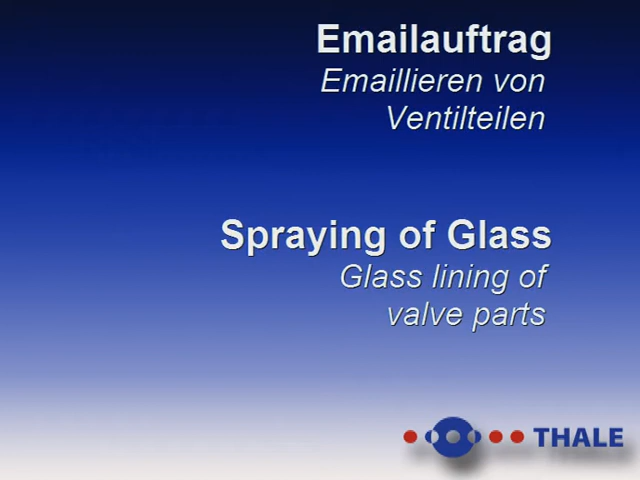 Emailauftrag
Emaillieren von
Ventilteilen
Spraying of Glass
Glass lining of
valve parts
THALE